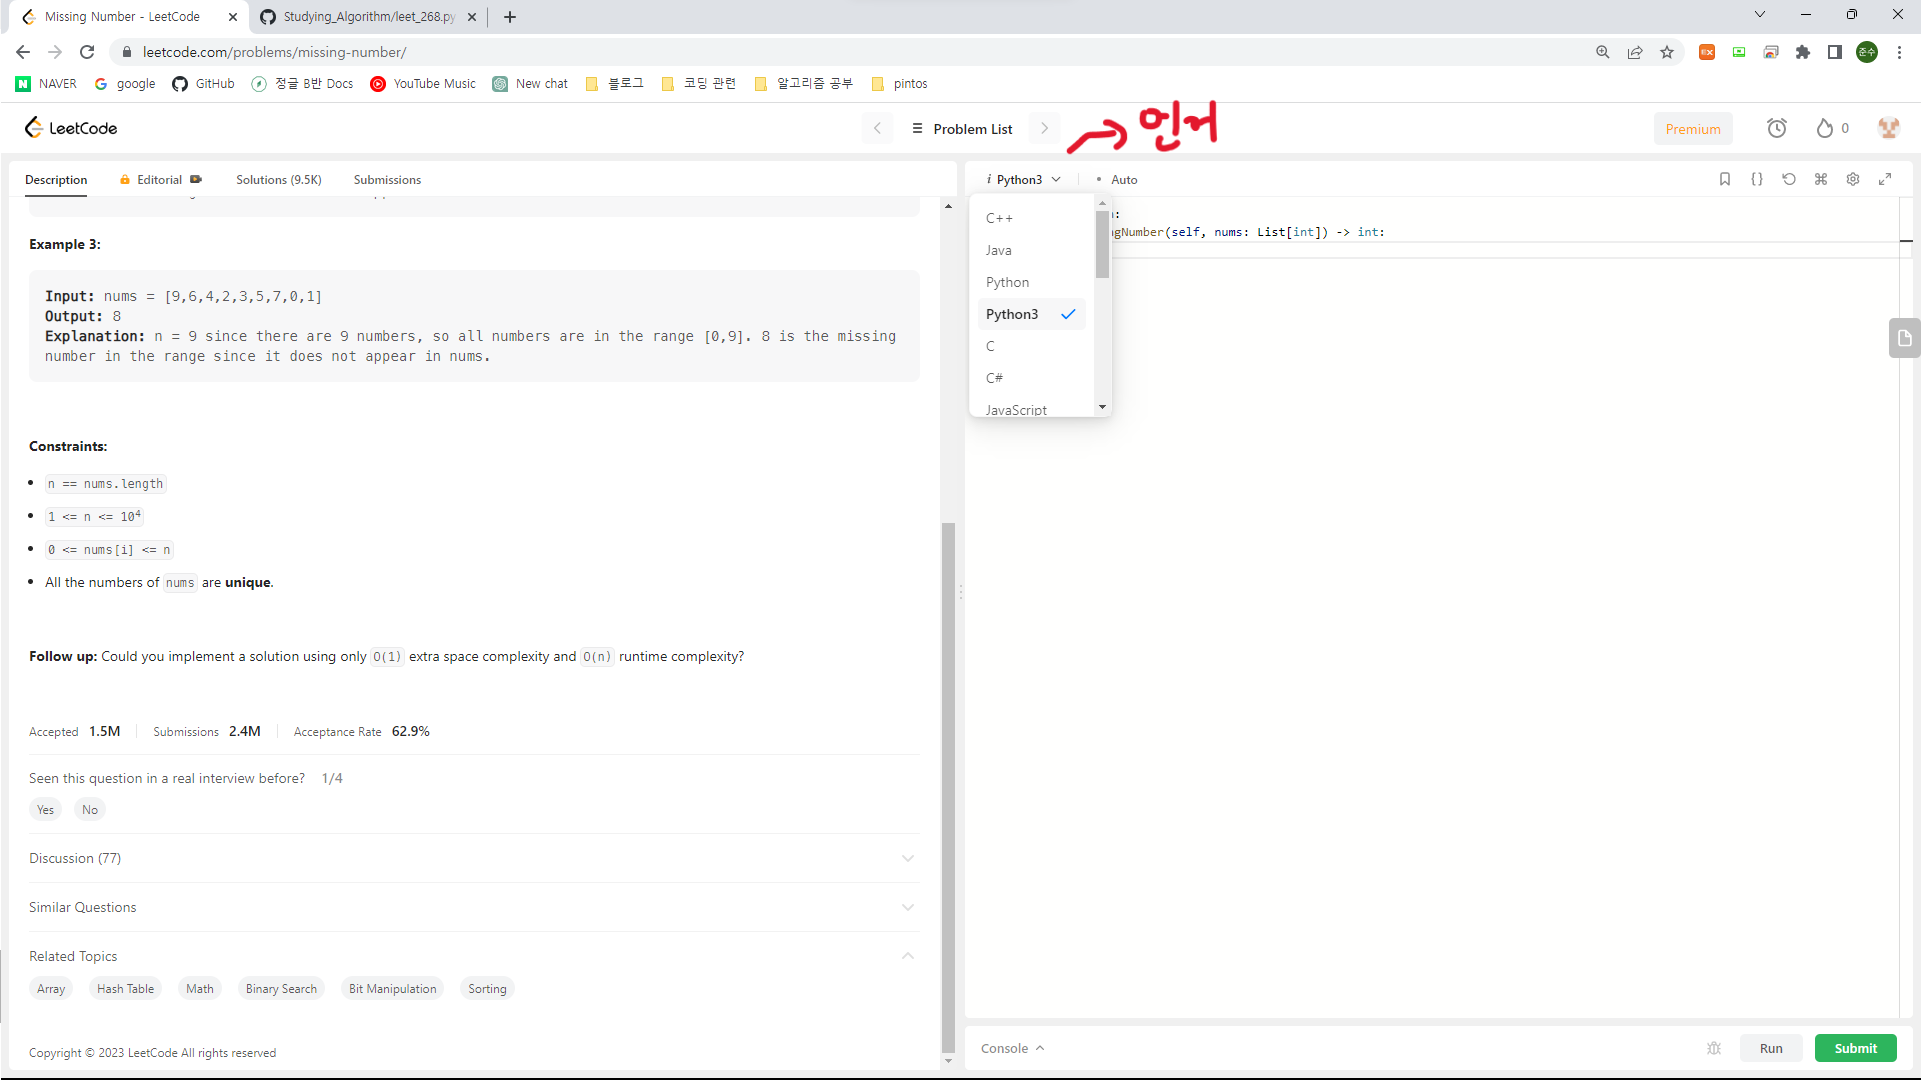 Missing Number - LeetCode
Studying_Algorithm/leet_268.py
leetcode.com/problems/missing-number/
준수
NAVER
google
GitHub
정글 B반 Docs
YouTube Music
New chat
블로그
코딩 관련
알고리즘 공부
pintos
LeetCode
Problem List
언어
Premium
0
Description
Editorial
Solutions (9.5K)
Submissions
Example 3:
Input: nums = [9,6,4,2,3,5,7,0,1]
Output: 8
Explanation: n = 9 since there are 9 numbers, so all numbers are in the range [0,9]. 8 is the missing
number in the range since it does not appear in nums.
Constraints:
n == nums.length
1 <= n <= 10⁴
0 <= nums[i] <= n
All the numbers of nums are unique.
Follow up: Could you implement a solution using only O(1) extra space complexity and O(n) runtime complexity?
Accepted 1.5M Submissions 2.4M Acceptance Rate 62.9%
Seen this question in a real interview before? 1/4
Yes No
Discussion (77)
Similar Questions
Related Topics
Array Hash Table Math Binary Search Bit Manipulation Sorting
Copyright © 2023 LeetCode All rights reserved
i Python3
• Auto
C++
Java
Python
Python3
C
C#
JavaScript
:
gNumber(self, nums: List[int]) -> int:
Console
Run
Submit